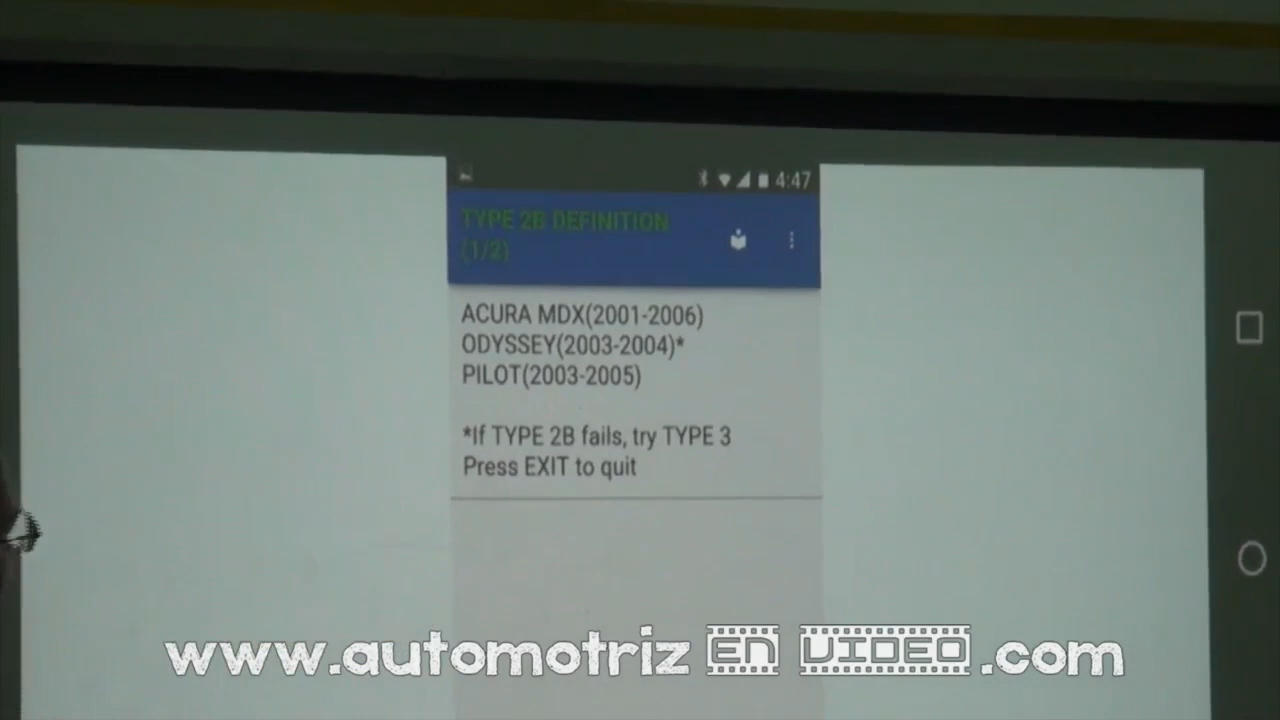 4:47
TYPE 2B DEFINITION
(1/2)
ACURA MDX(2001-2006)
ODYSSEY(2003-2004)*
PILOT(2003-2005)
*If TYPE 2B fails, try TYPE 3
Press EXIT to quit
www.automotriz EN VIDEO .com